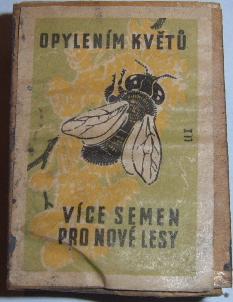 OPYLENÍM KVĚTŮ
VÍCE SEMEN
PRO NOVÉ LESY